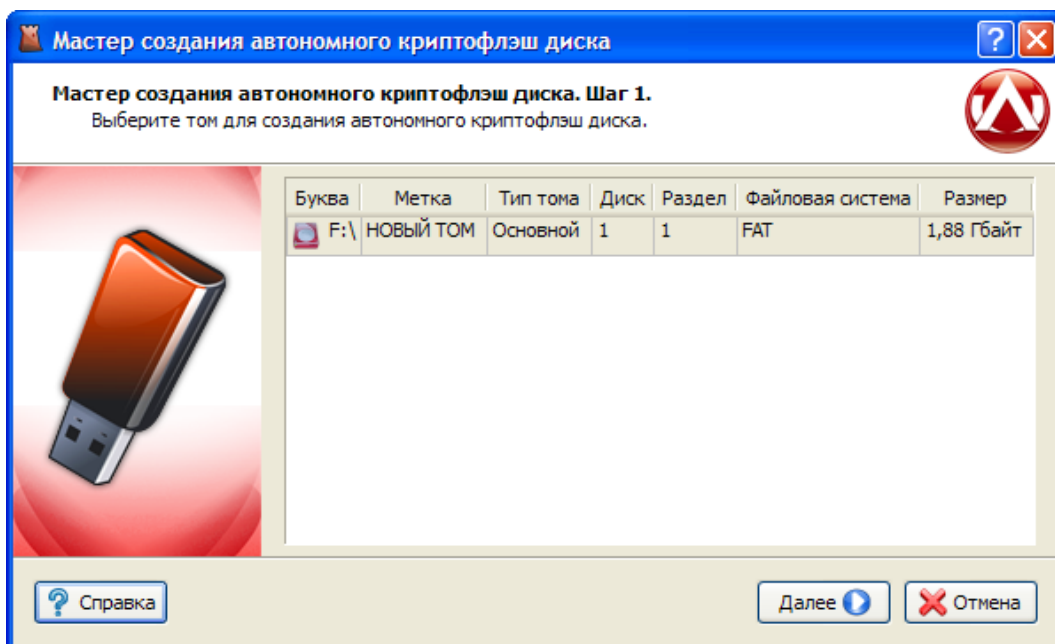 Мастер создания автономного криптофлэш диска
Мастер создания автономного криптофлэш диска. Шаг 1.
Выберите том для создания автономного криптофлэш диска.
Буква Метка Тип тома Диск Раздел Файловая система Размер
F:\ НОВЫЙ ТОМ Основной 1 1 FAT 1,88 Гбайт
Справка Далее Отмена